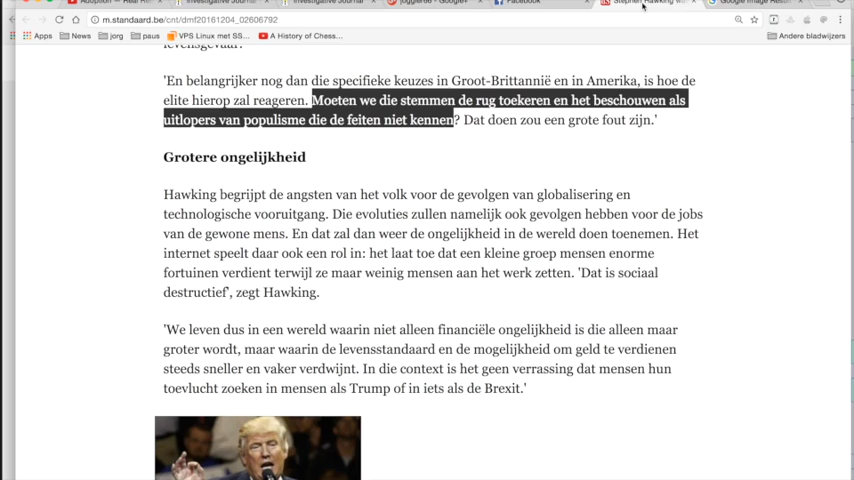 Investigative Journal
Investigative Journal
joggler66 - Google+
Facebook
Stephen Hawking
m.standaard.be/cnt/dmf20161204_02606792
Apps News jorg paus VPS Linux met SS... A History of Chess...
Andere bladwijzers
'En belangrijker nog dan die specifieke keuzes in Groot-Brittannië en in Amerika, is hoe de
elite hierop zal reageren. Moeten we die stemmen de rug toekeren en het beschouwen als
uitlopers van populisme die de feiten niet kennen? Dat doen zou een grote fout zijn.'
Grotere ongelijkheid
Hawking begrijpt de angsten van het volk voor de gevolgen van globalisering en
technologische vooruitgang. Die evoluties zullen namelijk ook gevolgen hebben voor de jobs
van de gewone mens. En dat zal dan weer de ongelijkheid in de wereld doen toenemen. Het
internet speelt daar ook een rol in: het laat toe dat een kleine groep mensen enorme
fortuinen verdient terwijl ze maar weinig mensen aan het werk zetten. 'Dat is sociaal
destructief', zegt Hawking.
'We leven dus in een wereld waarin niet alleen financiële ongelijkheid is die alleen maar
groter wordt, maar waarin de levensstandaard en de mogelijkheid om geld te verdienen
steeds sneller en vaker verdwijnt. In die context is het geen verrassing dat mensen hun
toevlucht zoeken in mensen als Trump of in iets als de Brexit.'